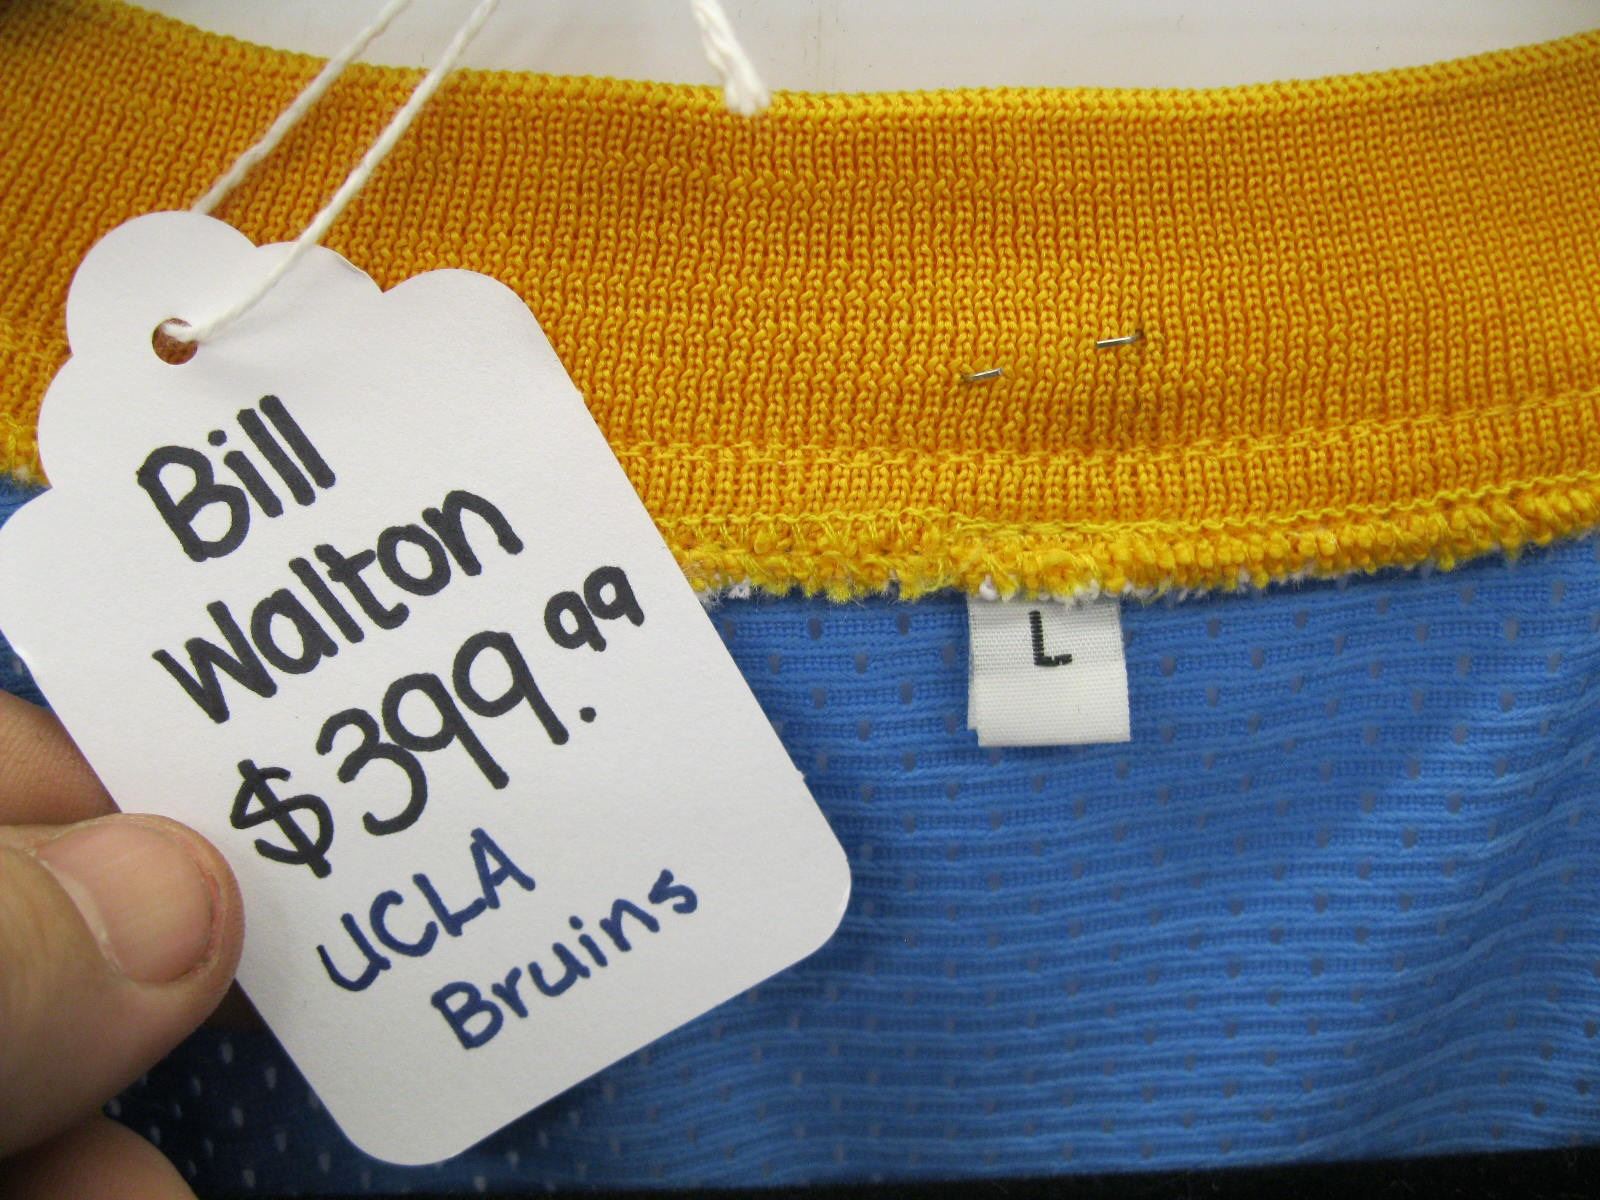 Bill
Walton
$399.99
UCLA
Bruins
L